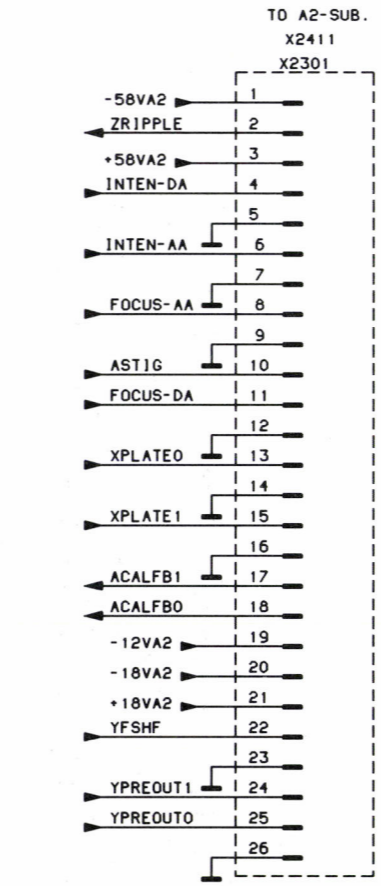 TO A2-SUB.
X2411
X2301
-58VA2 1
ZRIPPLE 2
+58VA2 3
INTEN-DA 4
5
INTEN-AA 6
7
FOCUS-AA 8
9
ASTIG 10
FOCUS-DA 11
12
XPLATE0 13
14
XPLATE1 15
16
ACALFB1 17
ACALFB0 18
-12VA2 19
-18VA2 20
+18VA2 21
YFSHF 22
23
YPREOUT1 24
YPREOUT0 25
26